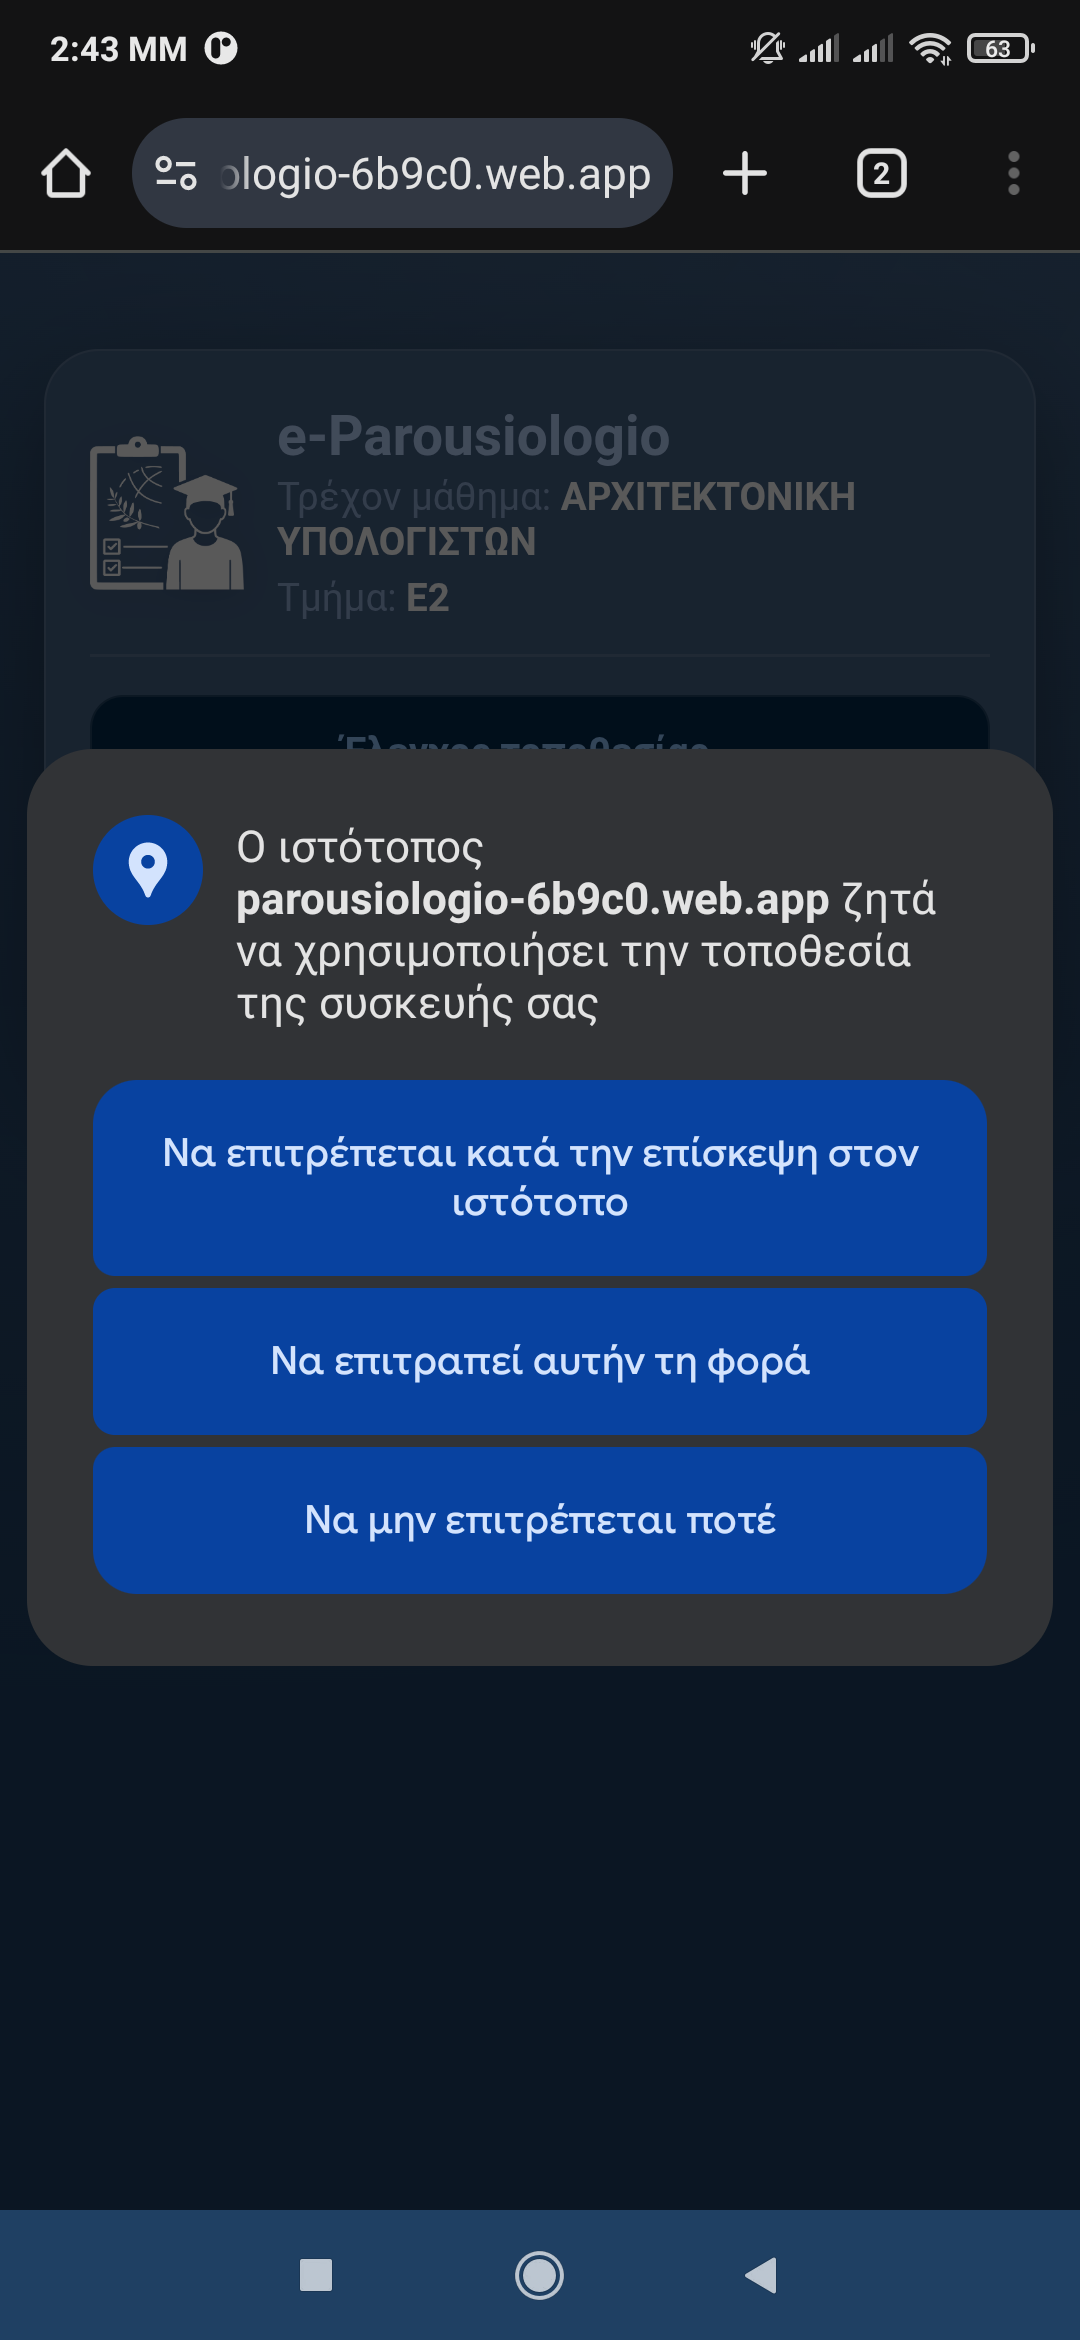 2:43 ΜΜ
63
ologio-6b9c0.web.app
2
e-Parousiologio
Τρέχον μάθημα: ΑΡΧΙΤΕΚΤΟΝΙΚΗ
ΥΠΟΛΟΓΙΣΤΩΝ
Τμήμα: Ε2
Έλεγχος τοποθεσίας
Ο ιστότοπος
parousiologio-6b9c0.web.app ζητά
να χρησιμοποιήσει την τοποθεσία
της συσκευής σας
Να επιτρέπεται κατά την επίσκεψη στον
ιστότοπο
Να επιτραπεί αυτήν τη φορά
Να μην επιτρέπεται ποτέ